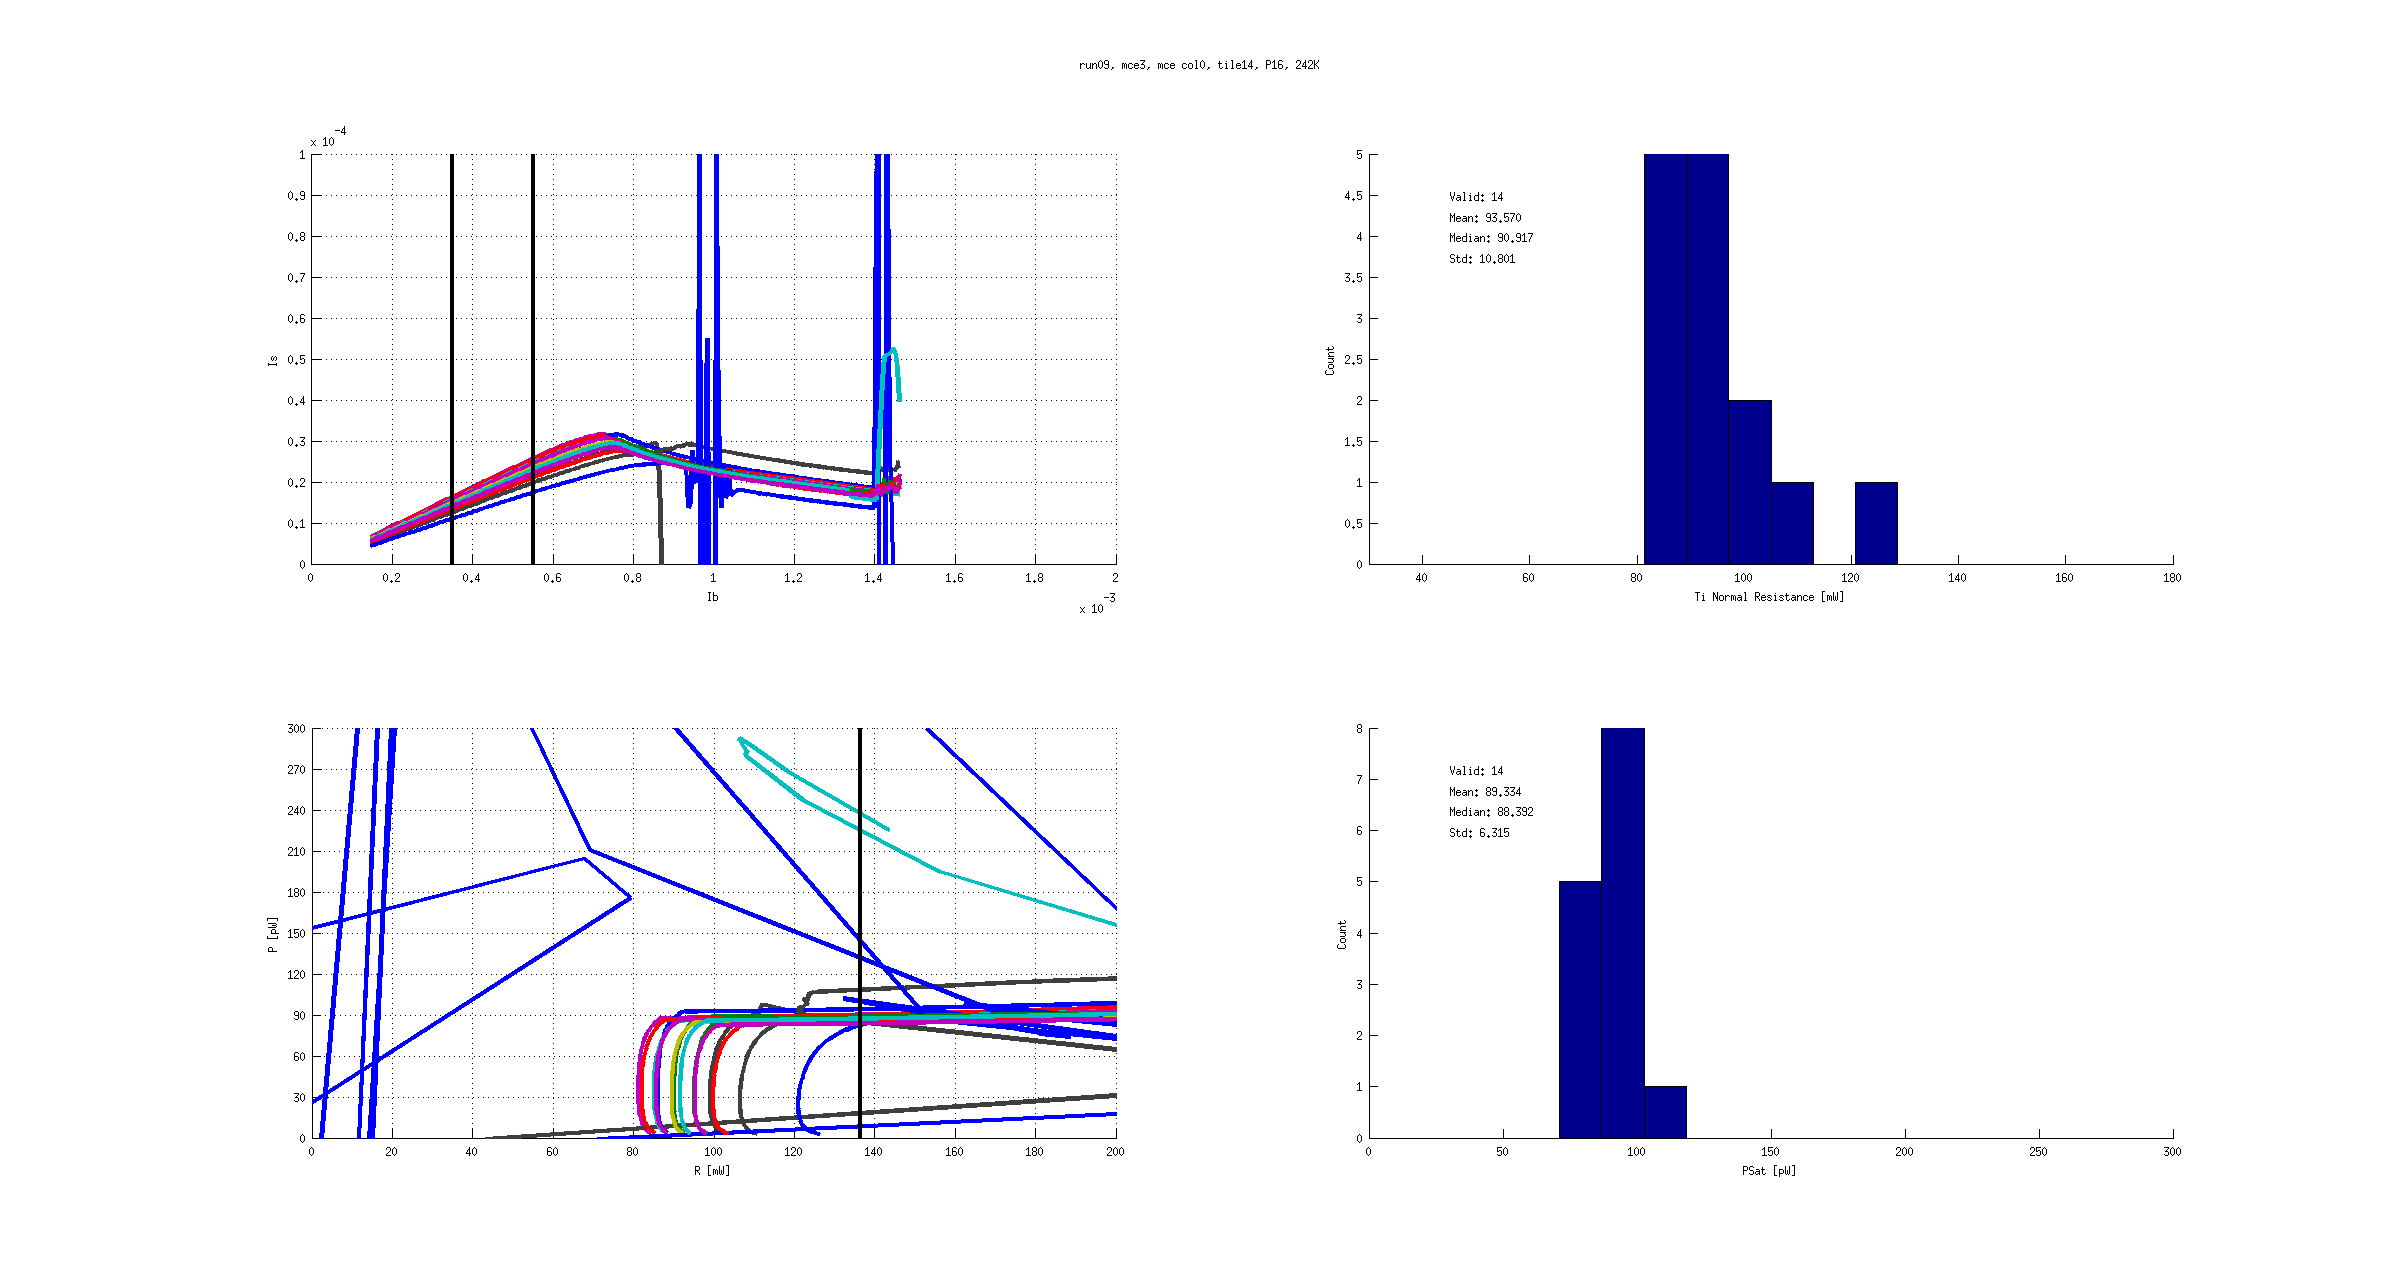 run09, mce3, mce col0, tile14, P16, 242K
x 10^-4
1
0.9
0.8
0.7
0.6
0.5
0.4
0.3
0.2
0.1
0
Is
0 0.2 0.4 0.6 0.8 1 1.2 1.4 1.6 1.8 2
Ib
x 10^-3
5
4.5
4
3.5
3
2.5
2
1.5
1
0.5
0
Count
Valid: 14
Mean: 93.570
Median: 90.917
Std: 10.801
40 60 80 100 120 140 160 180
Ti Normal Resistance [mW]
300
270
240
210
180
150
120
90
60
30
0
P [pW]
0 20 40 60 80 100 120 140 160 180 200
R [mW]
8
7
6
5
4
3
2
1
0
Count
Valid: 14
Mean: 89.334
Median: 88.392
Std: 6.315
0 50 100 150 200 250 300
PSat [pW]